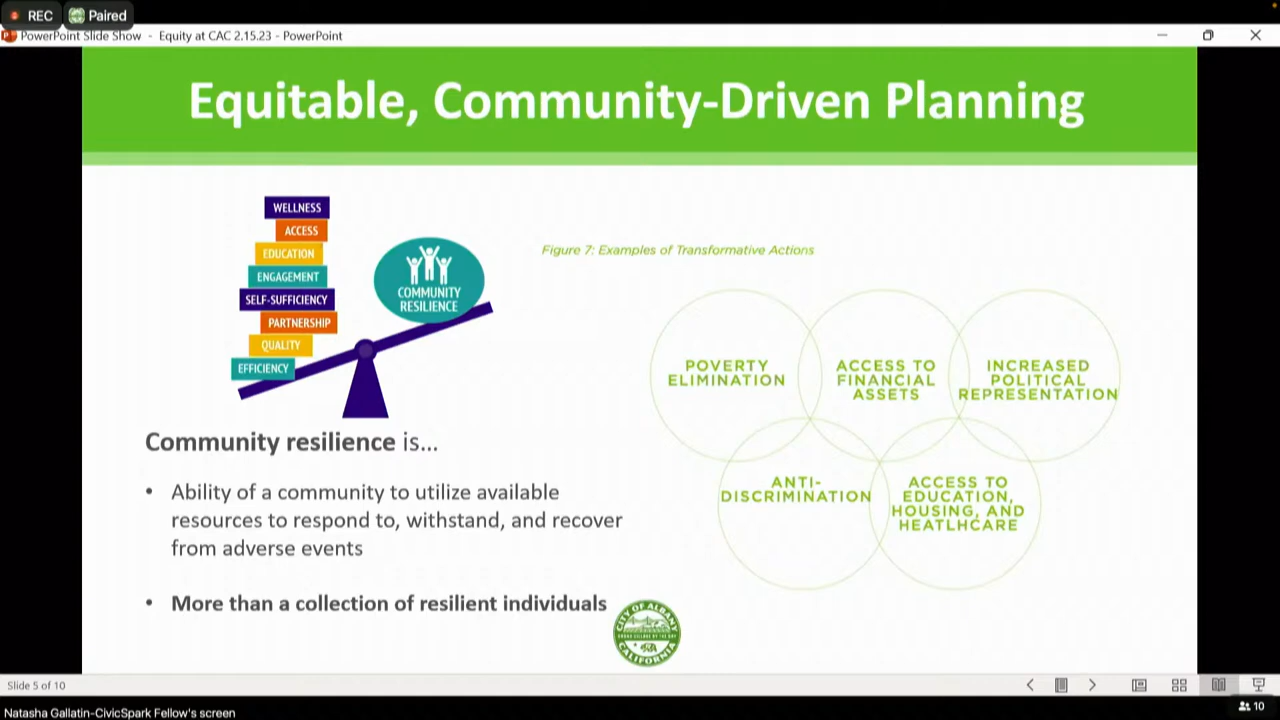 REC
Paired
PowerPoint Slide Show - Equity at CAC 2.15.23 - PowerPoint
Equitable, Community-Driven Planning
WELLNESS
ACCESS
EDUCATION
ENGAGEMENT
SELF-SUFFICIENCY
PARTNERSHIP
QUALITY
EFFICIENCY
COMMUNITY
RESILIENCE
Community resilience is...
• Ability of a community to utilize available
resources to respond to, withstand, and recover
from adverse events
• More than a collection of resilient individuals
Figure 7: Examples of Transformative Actions
POVERTY
ELIMINATION
ACCESS TO
FINANCIAL
ASSETS
INCREASED
POLITICAL
REPRESENTATION
ANTI-
DISCRIMINATION
ACCESS TO
EDUCATION,
HOUSING, AND
HEATLHCARE
CITY OF ALBANY
CALIFORNIA
Slide 5 of 10
10
Natasha Gallatin-CivicSpark Fellow's screen